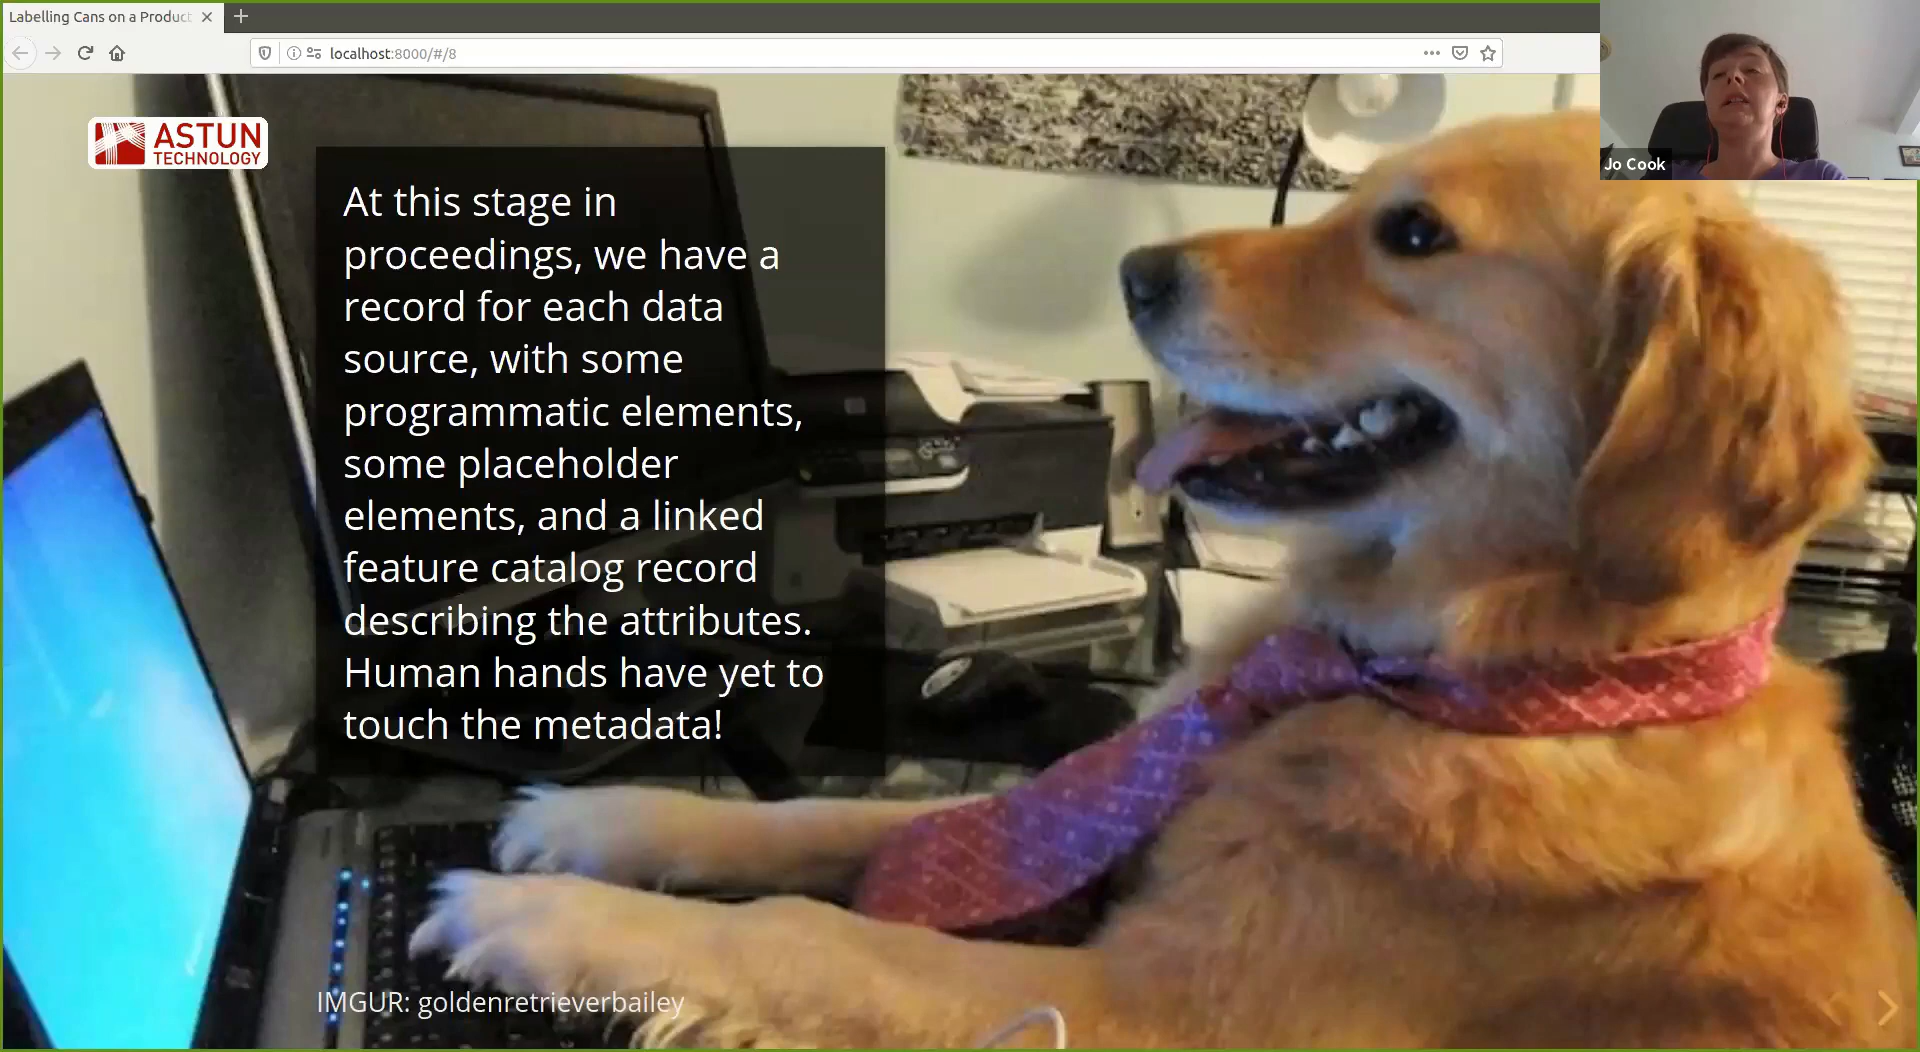 Labelling Cans on a Product
localhost:8000/#/8
Jo Cook
ASTUN
TECHNOLOGY
At this stage in
proceedings, we have a
record for each data
source, with some
programmatic elements,
some placeholder
elements, and a linked
feature catalog record
describing the attributes.
Human hands have yet to
touch the metadata!
IMGUR: goldenretrieverbailey